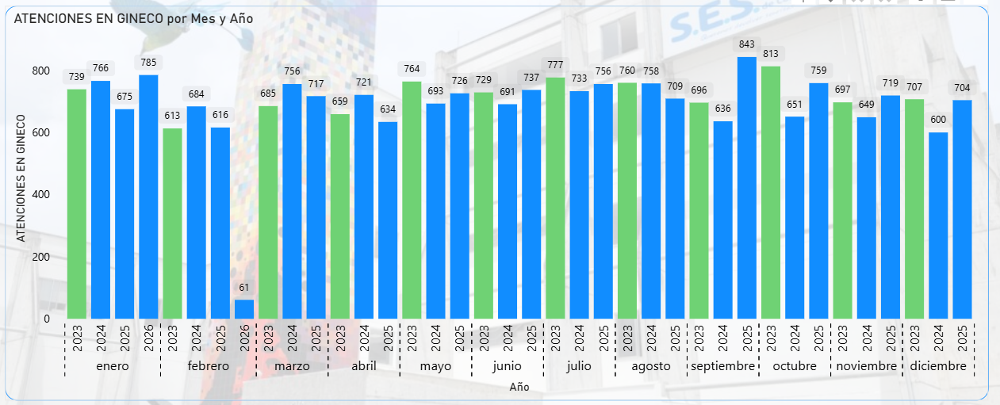 S.E.S.
ATENCIONES EN GINECO por Mes y Año
ATENCIONES EN GINECO
800
600
400
200
0
739 766 675 785
613 684 616 61
685 756 717
659 721 634
764 693 726
729 691 737
777 733 756
760 758 709
696 636 843
813 651 759
697 649 719
707 600 704
2023 2024 2025 2026
2023 2024 2025 2026
2023 2024 2025
2023 2024 2025
2023 2024 2025
2023 2024 2025
2023 2024 2025
2023 2024 2025
2023 2024 2025
2023 2024 2025
2023 2024 2025
2023 2024 2025
enero febrero marzo abril mayo junio julio agosto septiembre octubre noviembre diciembre
Año